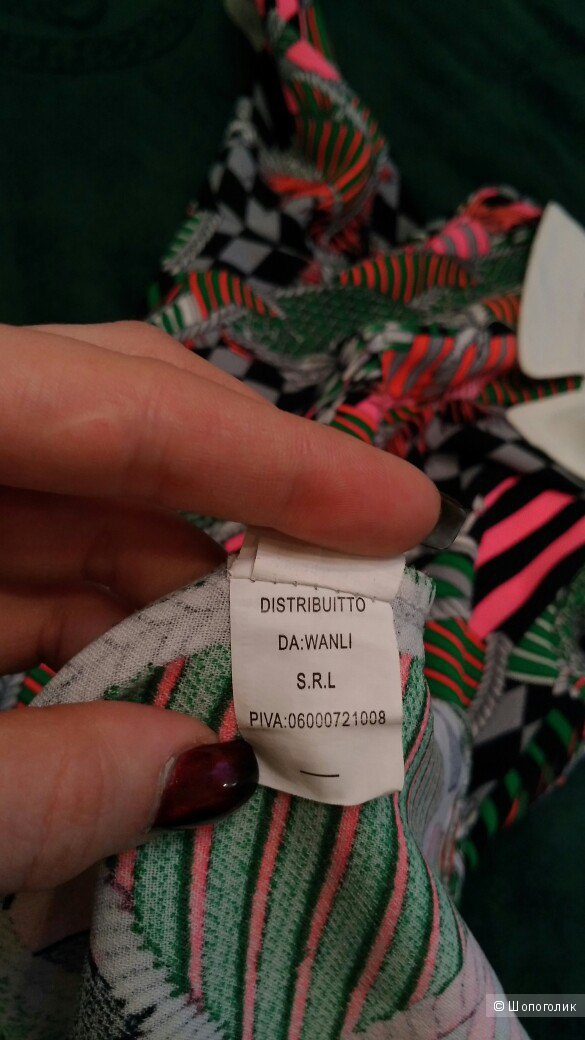 DISTRIBUITTO
DA:WANLI
S.R.L
PIVA:06000721008
© Шопоголик